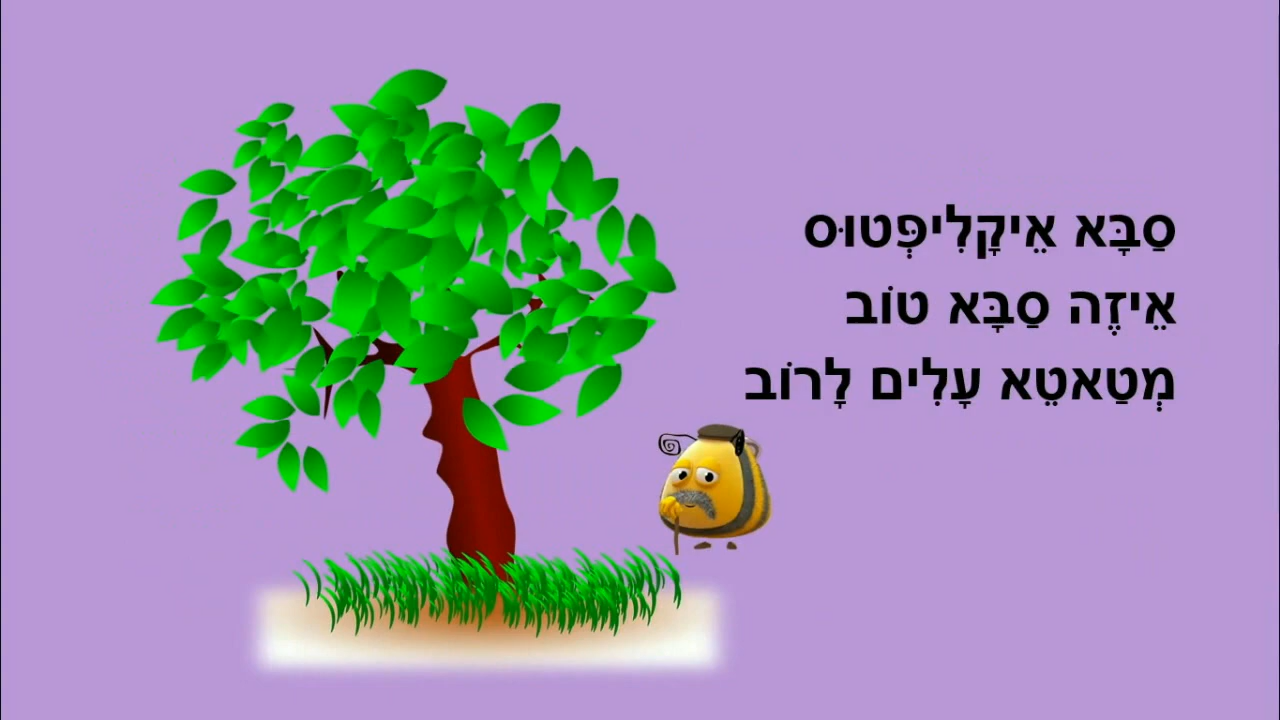 סַבָּא אֵיקָלִיפְּטוּס
אֵיזֶה סַבָּא טוֹב
מְטַאטֵא עָלִים לָרוֹב